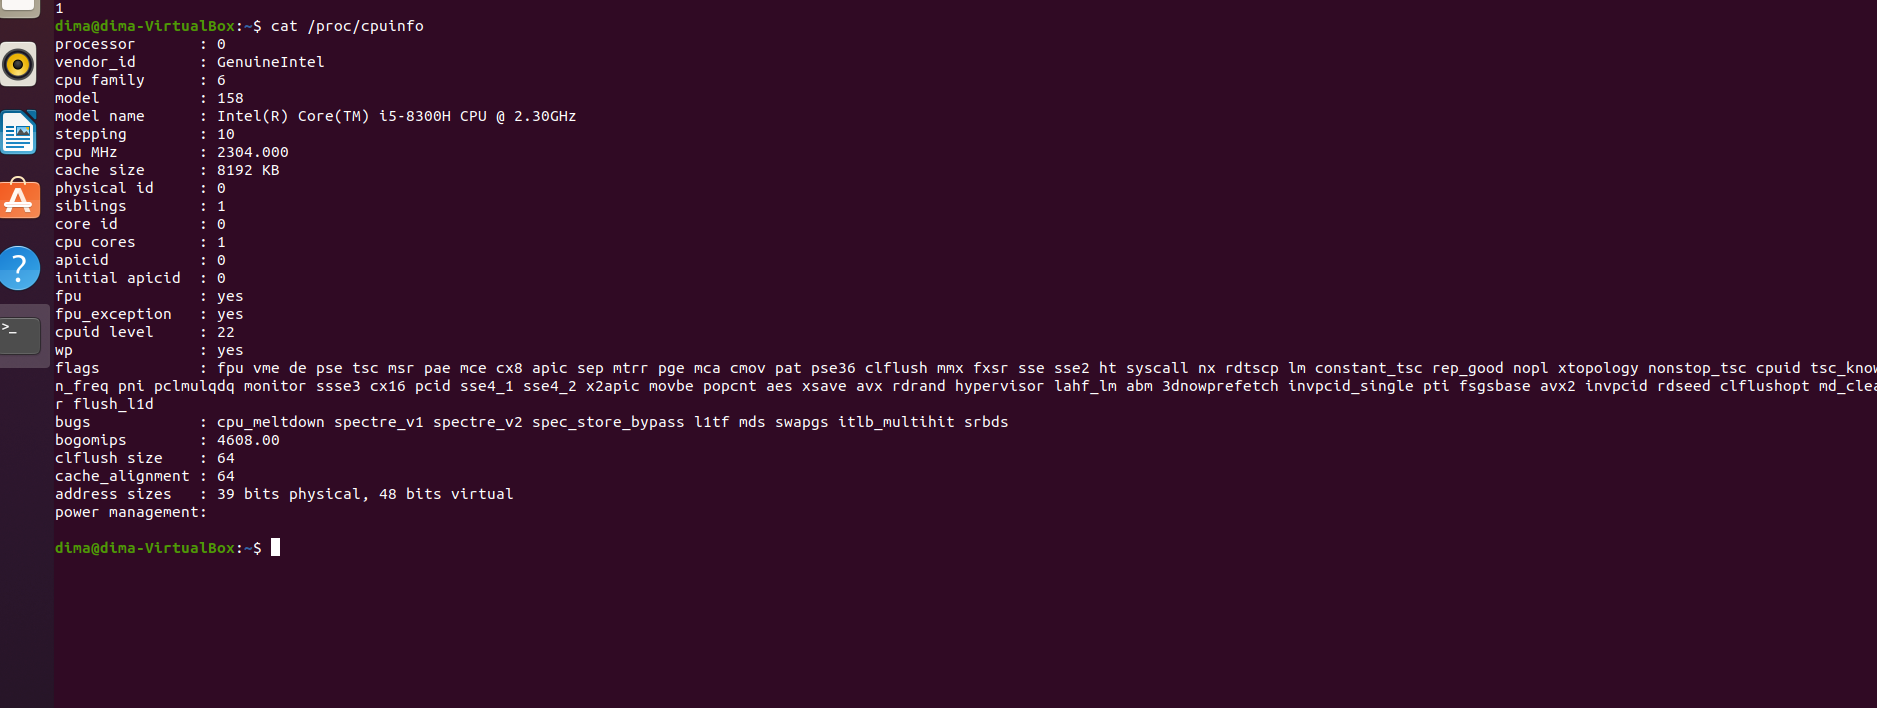 1
dima@dima-VirtualBox:~$ cat /proc/cpuinfo
processor : 0
vendor_id : GenuineIntel
cpu family : 6
model : 158
model name : Intel(R) Core(TM) i5-8300H CPU @ 2.30GHz
stepping : 10
cpu MHz : 2304.000
cache size : 8192 KB
physical id : 0
siblings : 1
core id : 0
cpu cores : 1
apicid : 0
initial apicid : 0
fpu : yes
fpu_exception : yes
cpuid level : 22
wp : yes
flags : fpu vme de pse tsc msr pae mce cx8 apic sep mtrr pge mca cmov pat pse36 clflush mmx fxsr sse sse2 ht syscall nx rdtscp lm constant_tsc rep_good nopl xtopology nonstop_tsc cpuid tsc_know
n_freq pni pclmulqdq monitor ssse3 cx16 pcid sse4_1 sse4_2 x2apic movbe popcnt aes xsave avx rdrand hypervisor lahf_lm abm 3dnowprefetch invpcid_single pti fsgsbase avx2 invpcid rdseed clflushopt md_clea
r flush_l1d
bugs : cpu_meltdown spectre_v1 spectre_v2 spec_store_bypass l1tf mds swapgs itlb_multihit srbds
bogomips : 4608.00
clflush size : 64
cache_alignment : 64
address sizes : 39 bits physical, 48 bits virtual
power management:
dima@dima-VirtualBox:~$